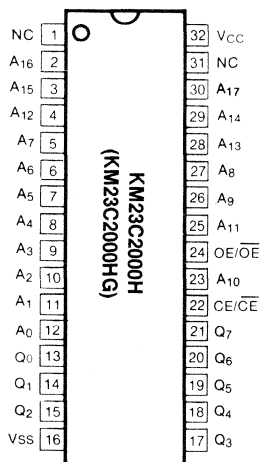 NC 1 32 VCC
A16 2 31 NC
A15 3 30 A17
A12 4 29 A14
A7 5 28 A13
A6 6 27 A8
A5 7 26 A9
A4 8 25 A11
A3 9 24 OE/O̅E̅
A2 10 23 A10
A1 11 22 CE/C̅E̅
A0 12 21 Q7
Q0 13 20 Q6
Q1 14 19 Q5
Q2 15 18 Q4
VSS 16 17 Q3
KM23C2000H
(KM23C2000HG)